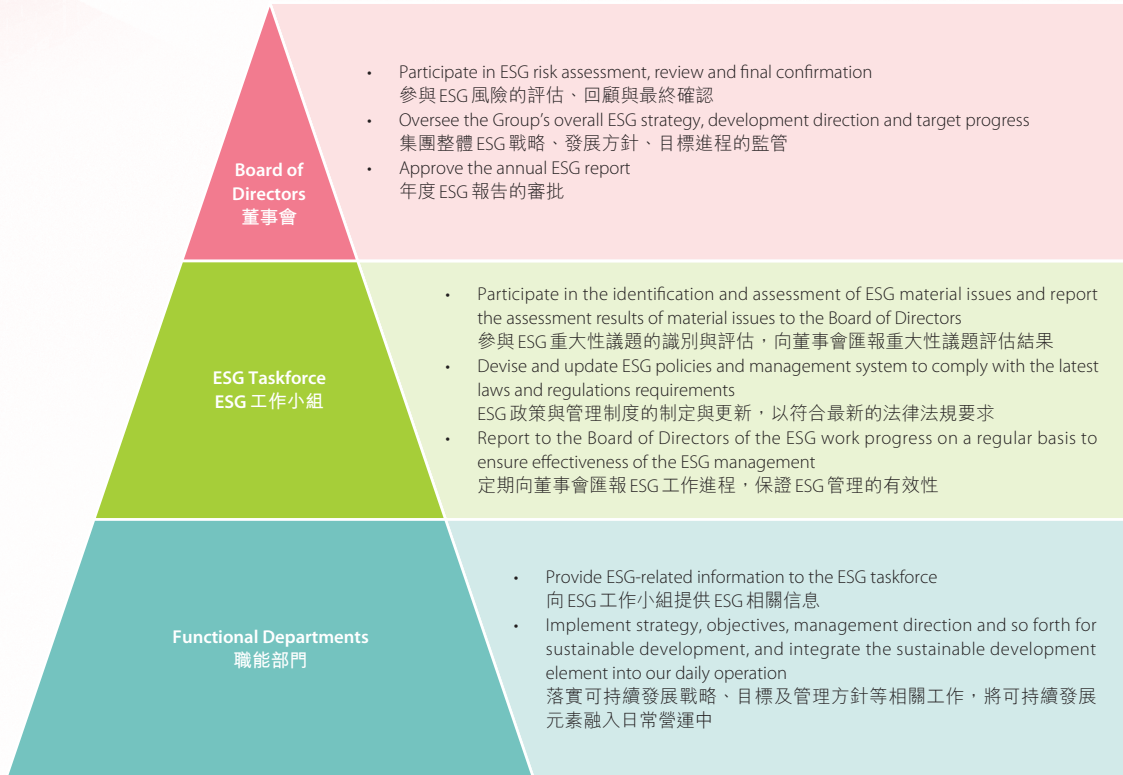 Board of
Directors
董事會
• Participate in ESG risk assessment, review and final confirmation
參與ESG風險的評估、回顧與最終確認
• Oversee the Group's overall ESG strategy, development direction and target progress
集團整體ESG戰略、發展方針、目標進程的監管
• Approve the annual ESG report
年度ESG報告的審批
ESG Taskforce
ESG工作小組
• Participate in the identification and assessment of ESG material issues and report
the assessment results of material issues to the Board of Directors
參與ESG重大性議題的識別與評估，向董事會匯報重大性議題評估結果
• Devise and update ESG policies and management system to comply with the latest
laws and regulations requirements
ESG政策與管理制度的制定與更新，以符合最新的法律法規要求
• Report to the Board of Directors of the ESG work progress on a regular basis to
ensure effectiveness of the ESG management
定期向董事會匯報ESG工作進程，保證ESG管理的有效性
Functional Departments
職能部門
• Provide ESG-related information to the ESG taskforce
向ESG工作小組提供ESG相關信息
• Implement strategy, objectives, management direction and so forth for
sustainable development, and integrate the sustainable development
element into our daily operation
落實可持續發展戰略、目標及管理方針等相關工作，將可持續發展
元素融入日常營運中